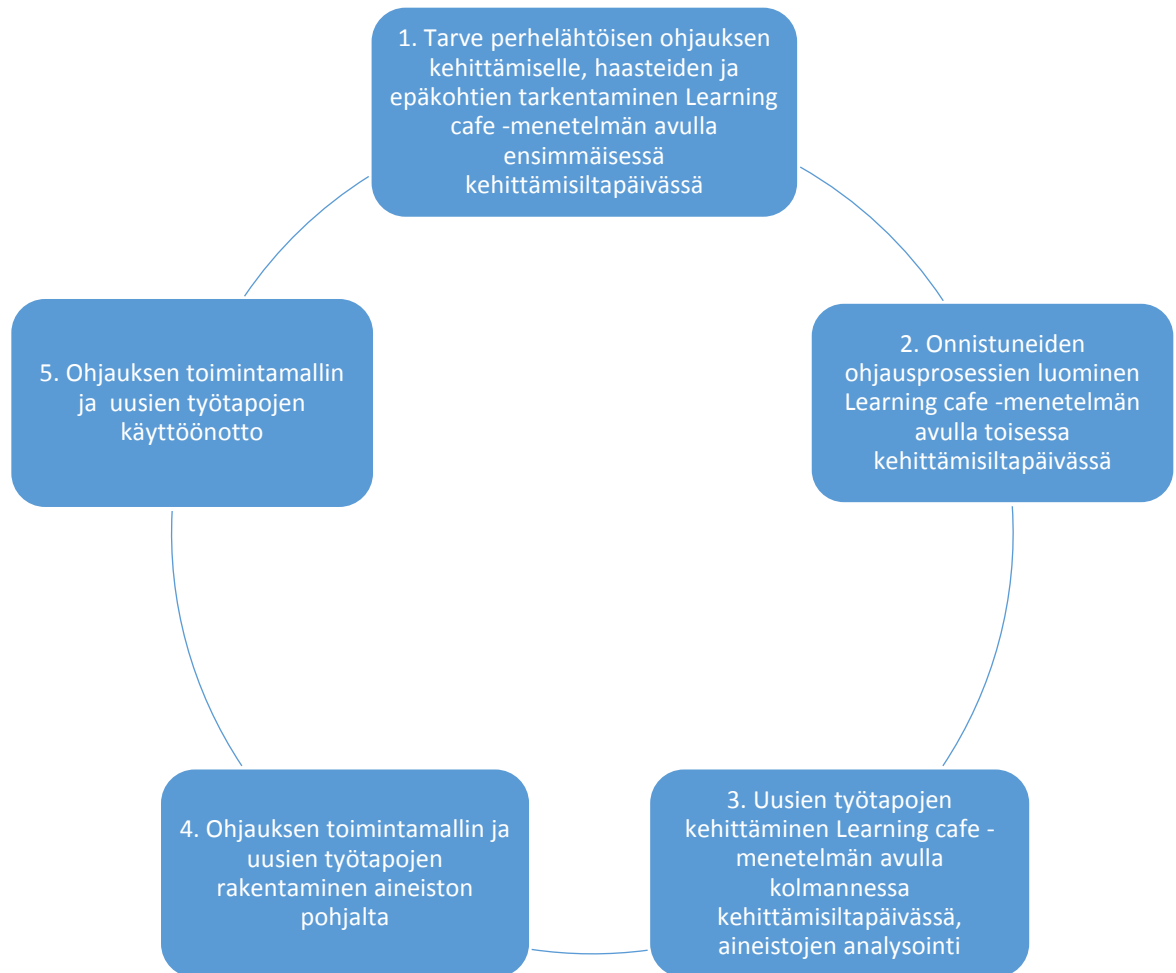 1. Tarve perhelähtöisen ohjauksen
kehittämiselle, haasteiden ja
epäkohtien tarkentaminen Learning
cafe -menetelmän avulla
ensimmäisessä
kehittämisiltapäivässä
2. Onnistuneiden
ohjausprosessien luominen
Learning cafe -menetelmän
avulla toisessa
kehittämisiltapäivässä
3. Uusien työtapojen
kehittäminen Learning cafe -
menetelmän avulla
kolmannessa
kehittämisiltapäivässä,
aineistojen analysointi
4. Ohjauksen toimintamallin ja
uusien työtapojen
rakentaminen aineiston
pohjalta
5. Ohjauksen toimintamallin
ja uusien työtapojen
käyttöönotto